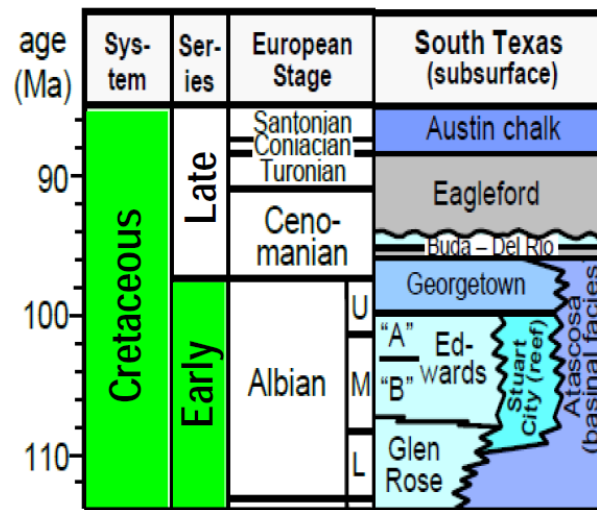 age
(Ma)
Sys-
tem
Ser-
ies
European
Stage
South Texas
(subsurface)
90
100
110
Cretaceous
Late
Early
Santonian
Coniacian
Turonian
Ceno-
manian
Albian
U
M
L
Austin chalk
Eagleford
Buda – Del Rio
Georgetown
"A"
"B"
Ed-
wards
Stuart
City (reef)
Atascosa
(basinal facies)
Glen
Rose